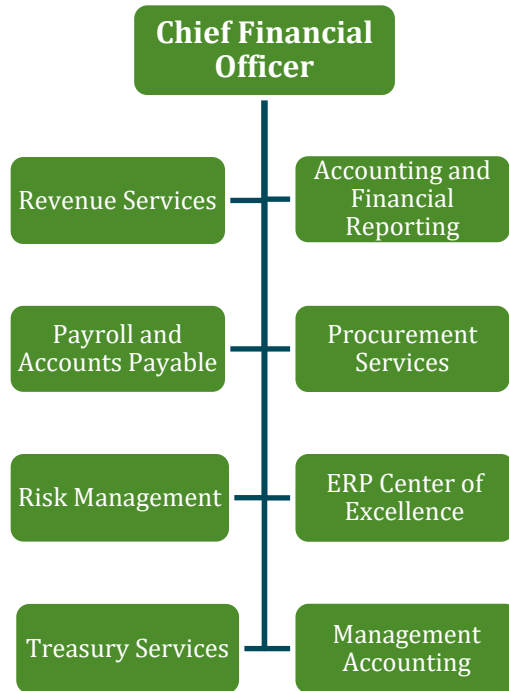 Chief Financial
Officer
Revenue Services
Accounting and
Financial
Reporting
Payroll and
Accounts Payable
Procurement
Services
Risk Management
ERP Center of
Excellence
Treasury Services
Management
Accounting